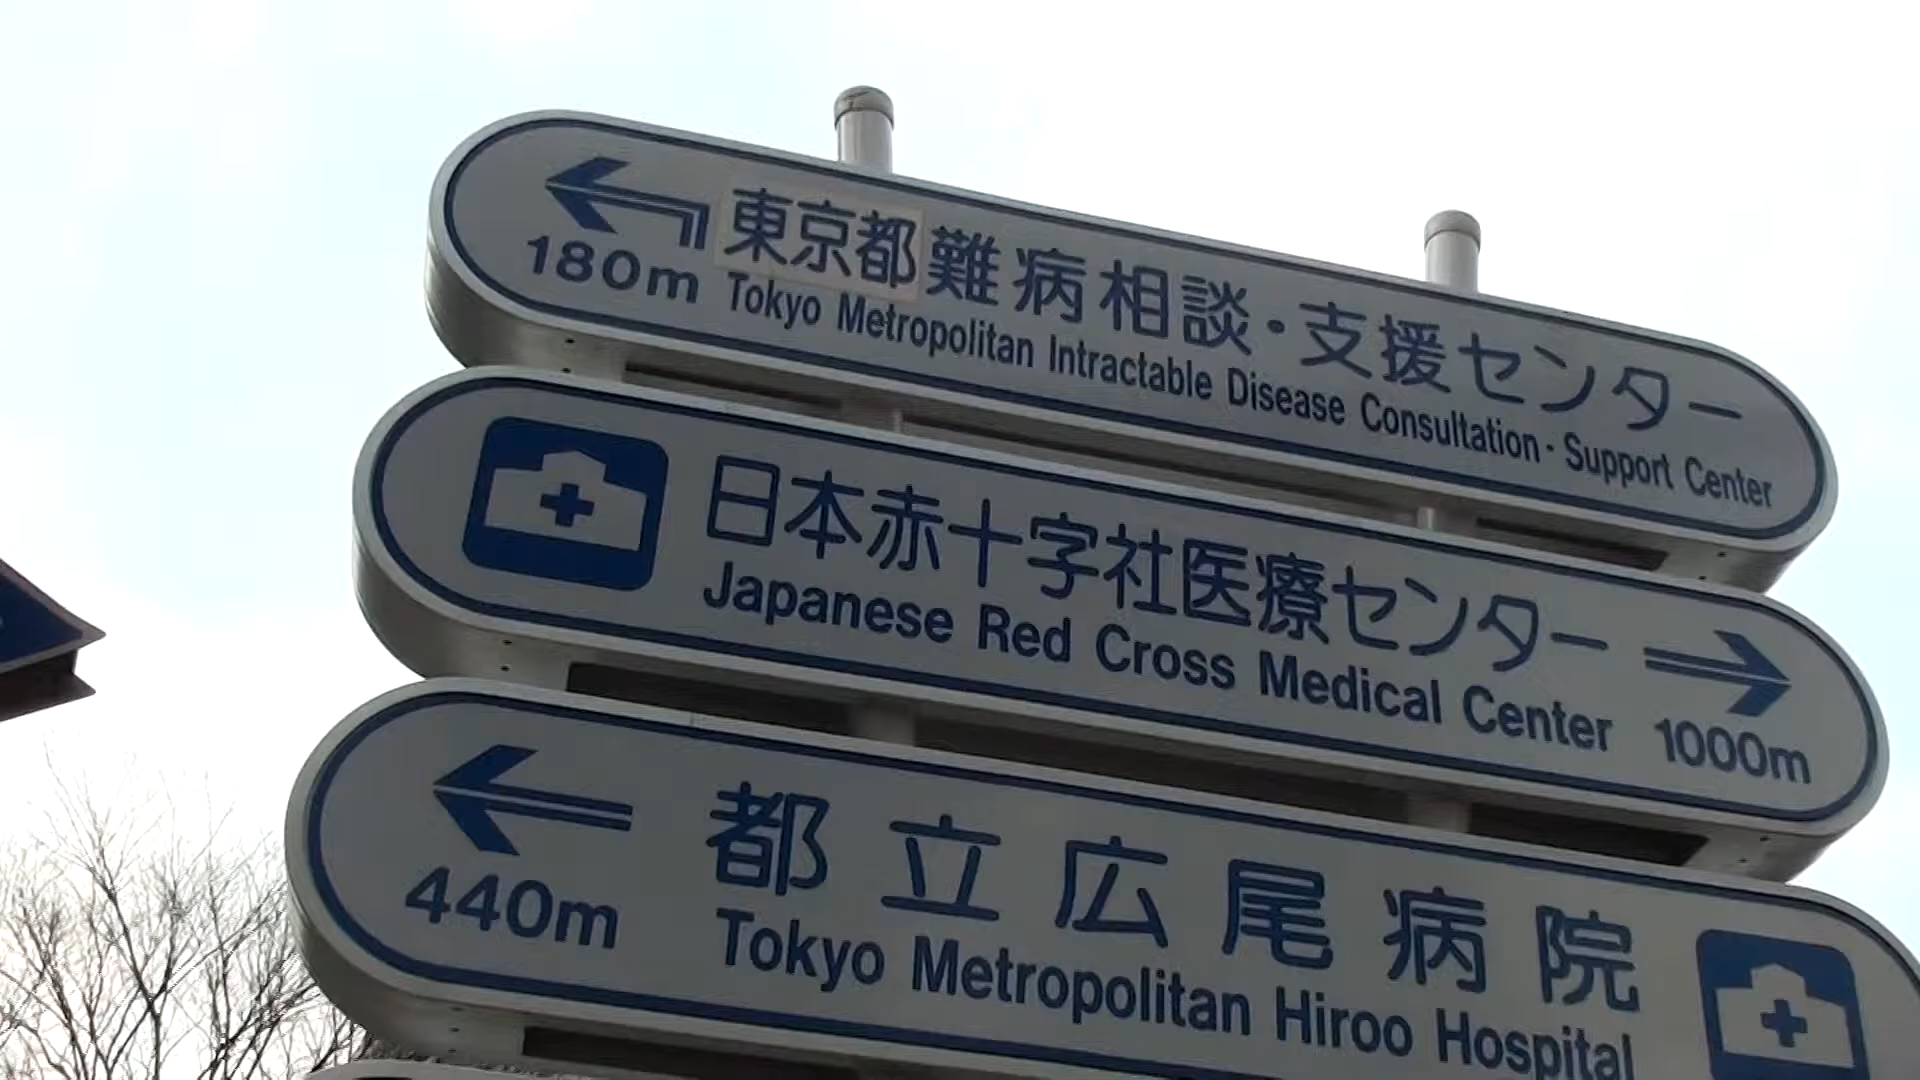 東京都難病相談・支援センター
180m Tokyo Metropolitan Intractable Disease Consultation・Support Center
日本赤十字社医療センター
Japanese Red Cross Medical Center 1000m
都立広尾病院
440m Tokyo Metropolitan Hiroo Hospital